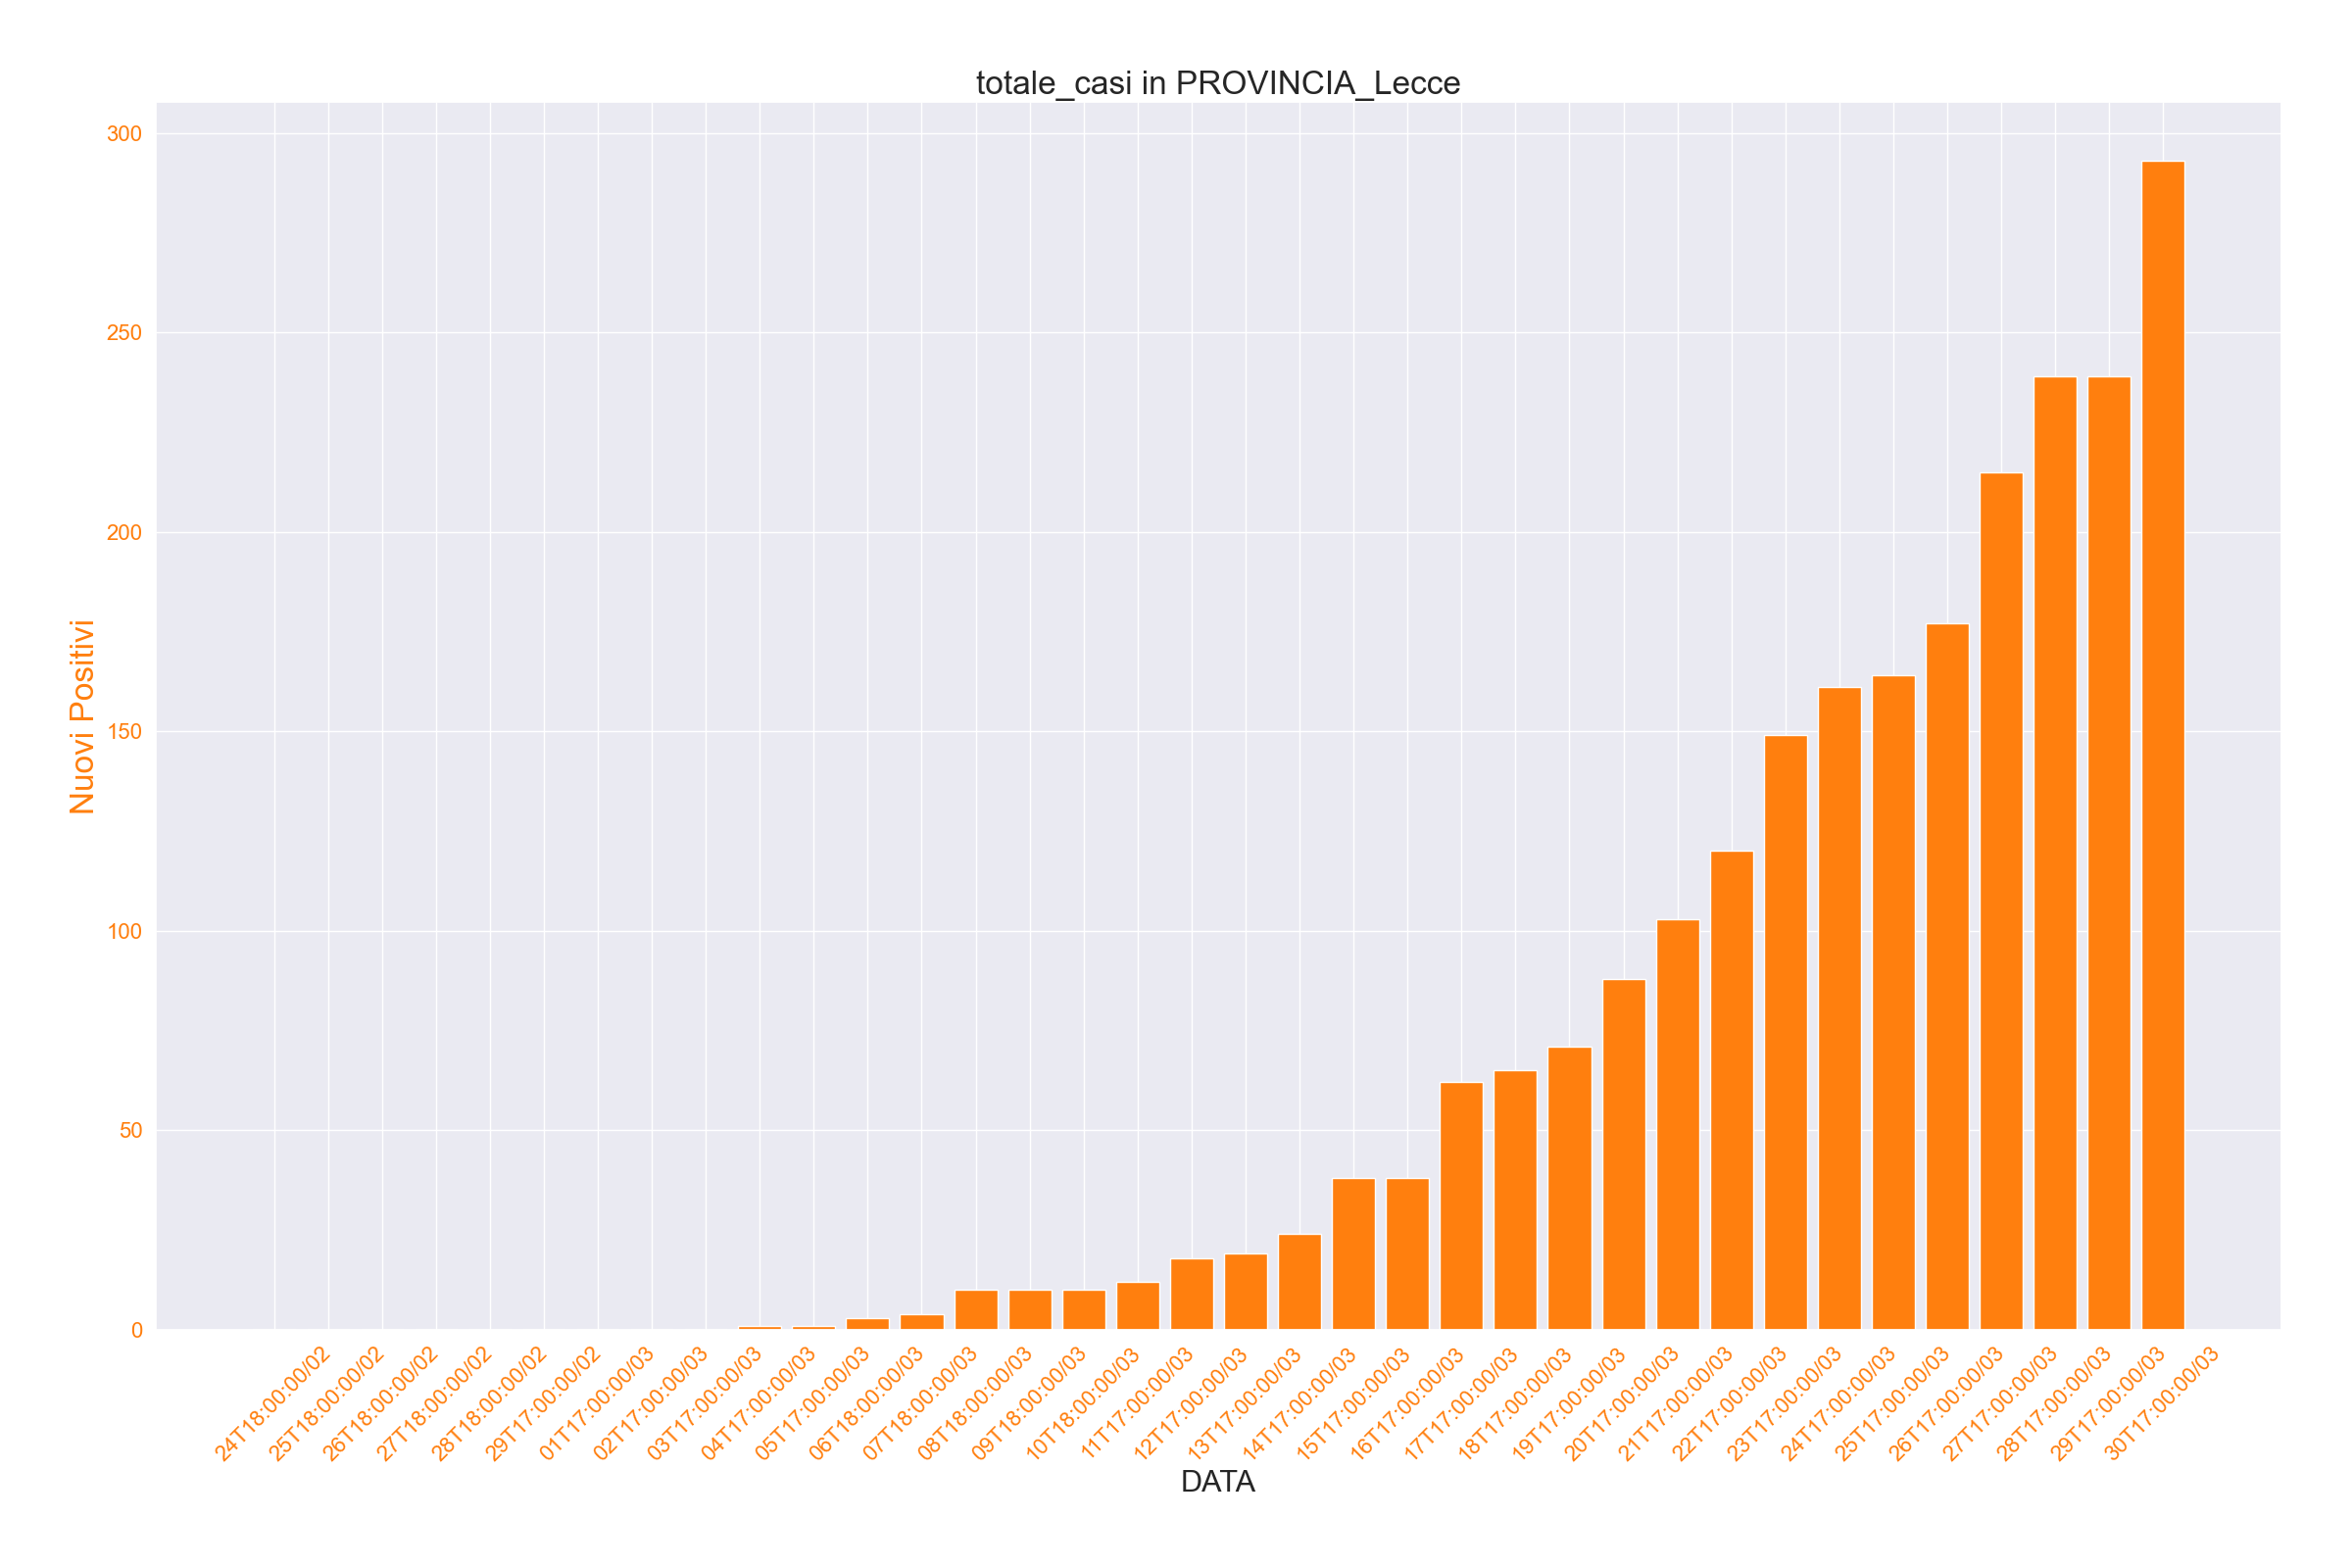 totale_casi in PROVINCIA_Lecce
Nuovi Positivi
300
250
200
150
100
50
0
24T18:00:00/02
25T18:00:00/02
26T18:00:00/02
27T18:00:00/02
28T18:00:00/02
29T17:00:00/02
01T17:00:00/03
02T17:00:00/03
03T17:00:00/03
04T17:00:00/03
05T17:00:00/03
06T18:00:00/03
07T18:00:00/03
08T18:00:00/03
09T18:00:00/03
10T18:00:00/03
11T17:00:00/03
12T17:00:00/03
13T17:00:00/03
14T17:00:00/03
15T17:00:00/03
16T17:00:00/03
17T17:00:00/03
18T17:00:00/03
19T17:00:00/03
20T17:00:00/03
21T17:00:00/03
22T17:00:00/03
23T17:00:00/03
24T17:00:00/03
25T17:00:00/03
26T17:00:00/03
27T17:00:00/03
28T17:00:00/03
29T17:00:00/03
30T17:00:00/03
DATA